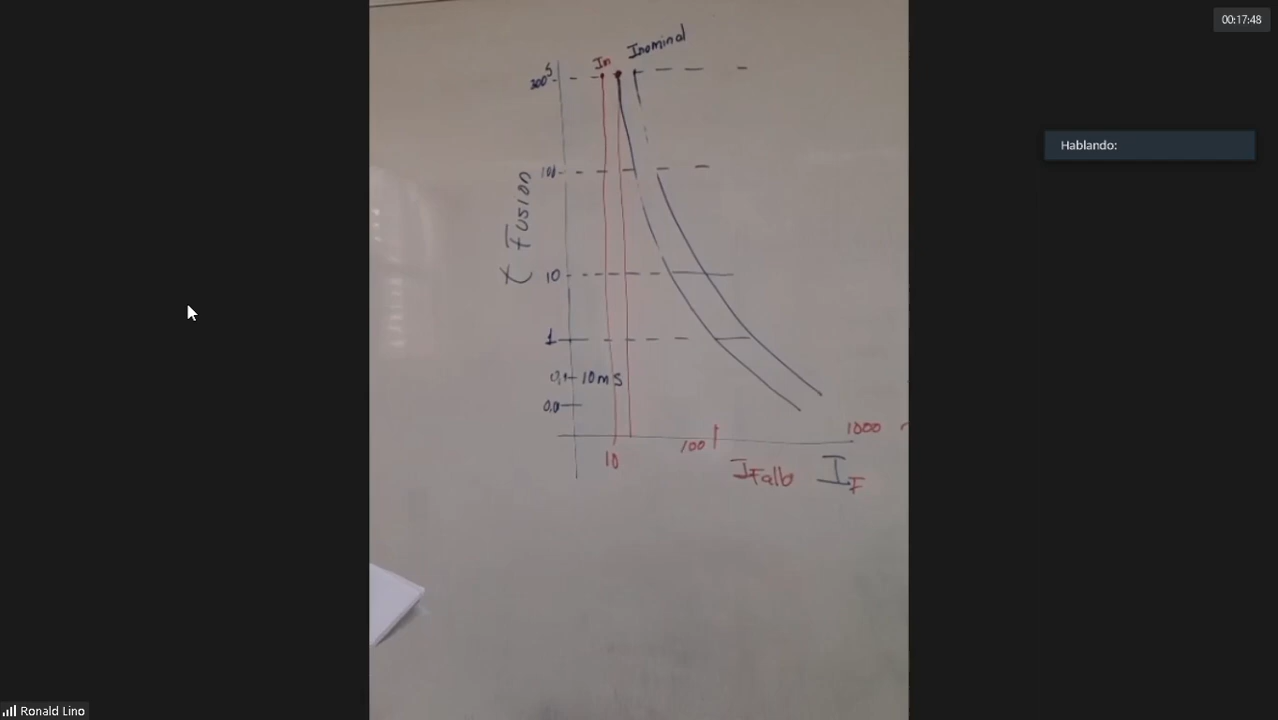 00:17:48
Hablando:
In
Inominal
300 S
100
t Fusion
10
1
0,1
10ms
0,0
10
100
1000
IFalla
IF
Ronald Lino